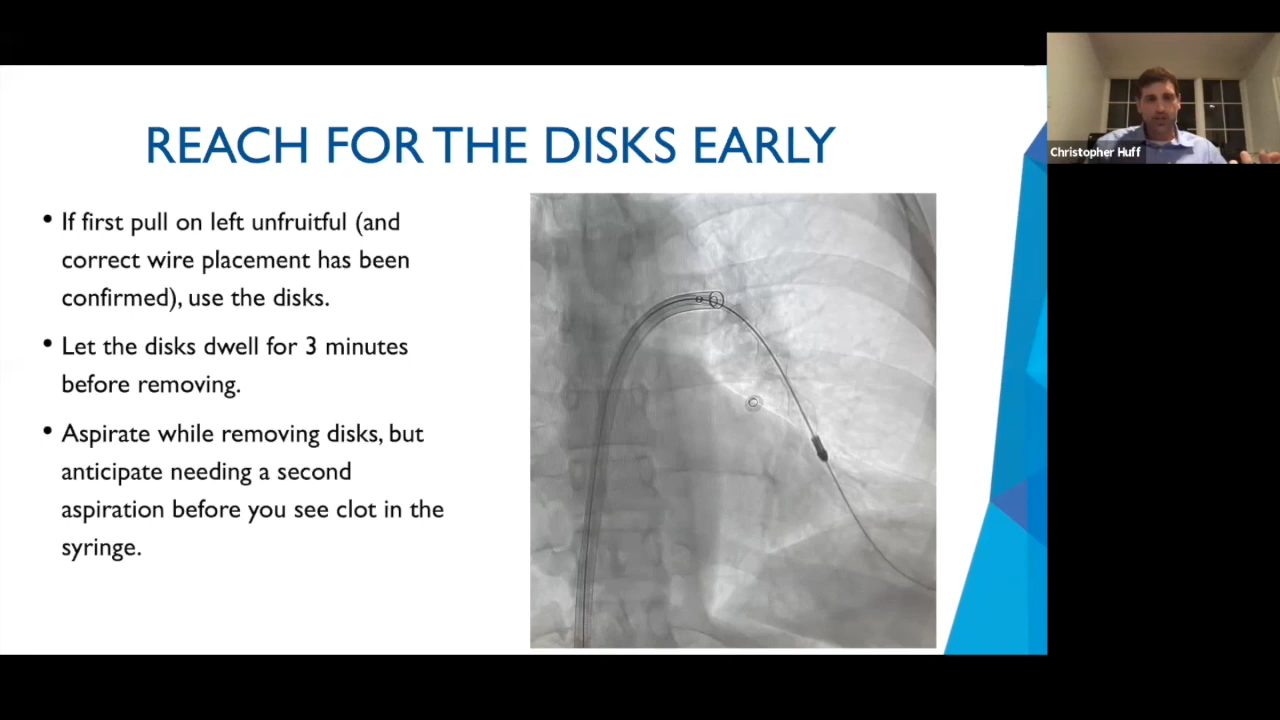 REACH FOR THE DISKS EARLY
• If first pull on left unfruitful (and
correct wire placement has been
confirmed), use the disks.
• Let the disks dwell for 3 minutes
before removing.
• Aspirate while removing disks, but
anticipate needing a second
aspiration before you see clot in the
syringe.
Christopher Huff